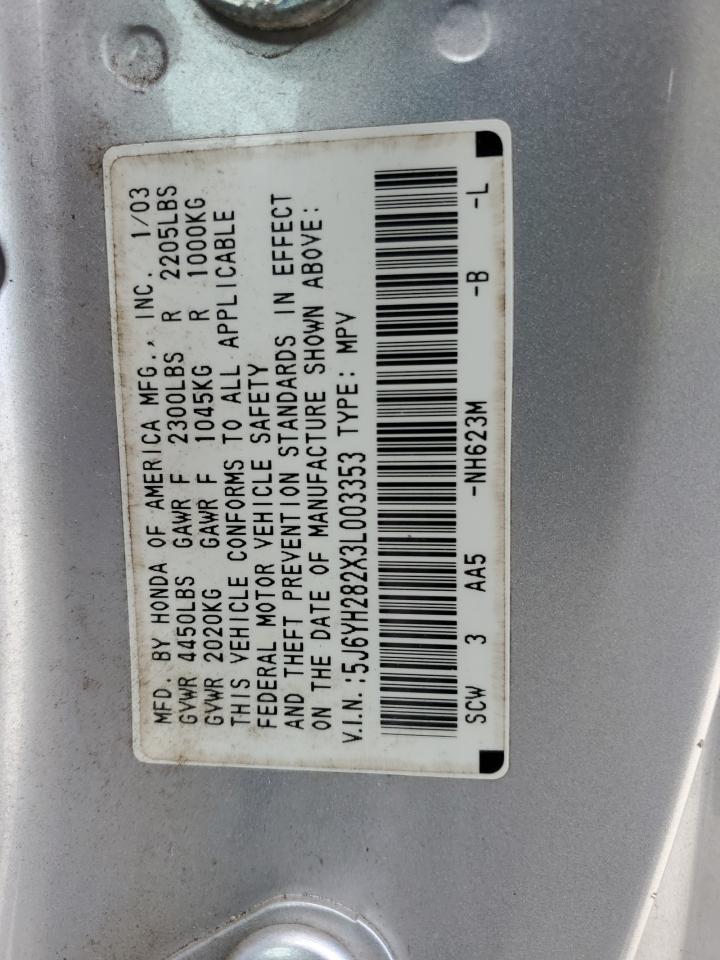 MFD. BY HONDA OF AMERICA MFG., INC. 1/03
GVWR 4450LBS GAWR F 2300LBS R 2205LBS
GVWR 2020KG GAWR F 1045KG R 1000KG
THIS VEHICLE CONFORMS TO ALL APPLICABLE
FEDERAL MOTOR VEHICLE SAFETY
AND THEFT PREVENTION STANDARDS IN EFFECT
ON THE DATE OF MANUFACTURE SHOWN ABOVE:
V.I.N.:5J6YH282X3L003353 TYPE: MPV
SCW 3 AA5 -NH623M -B -L